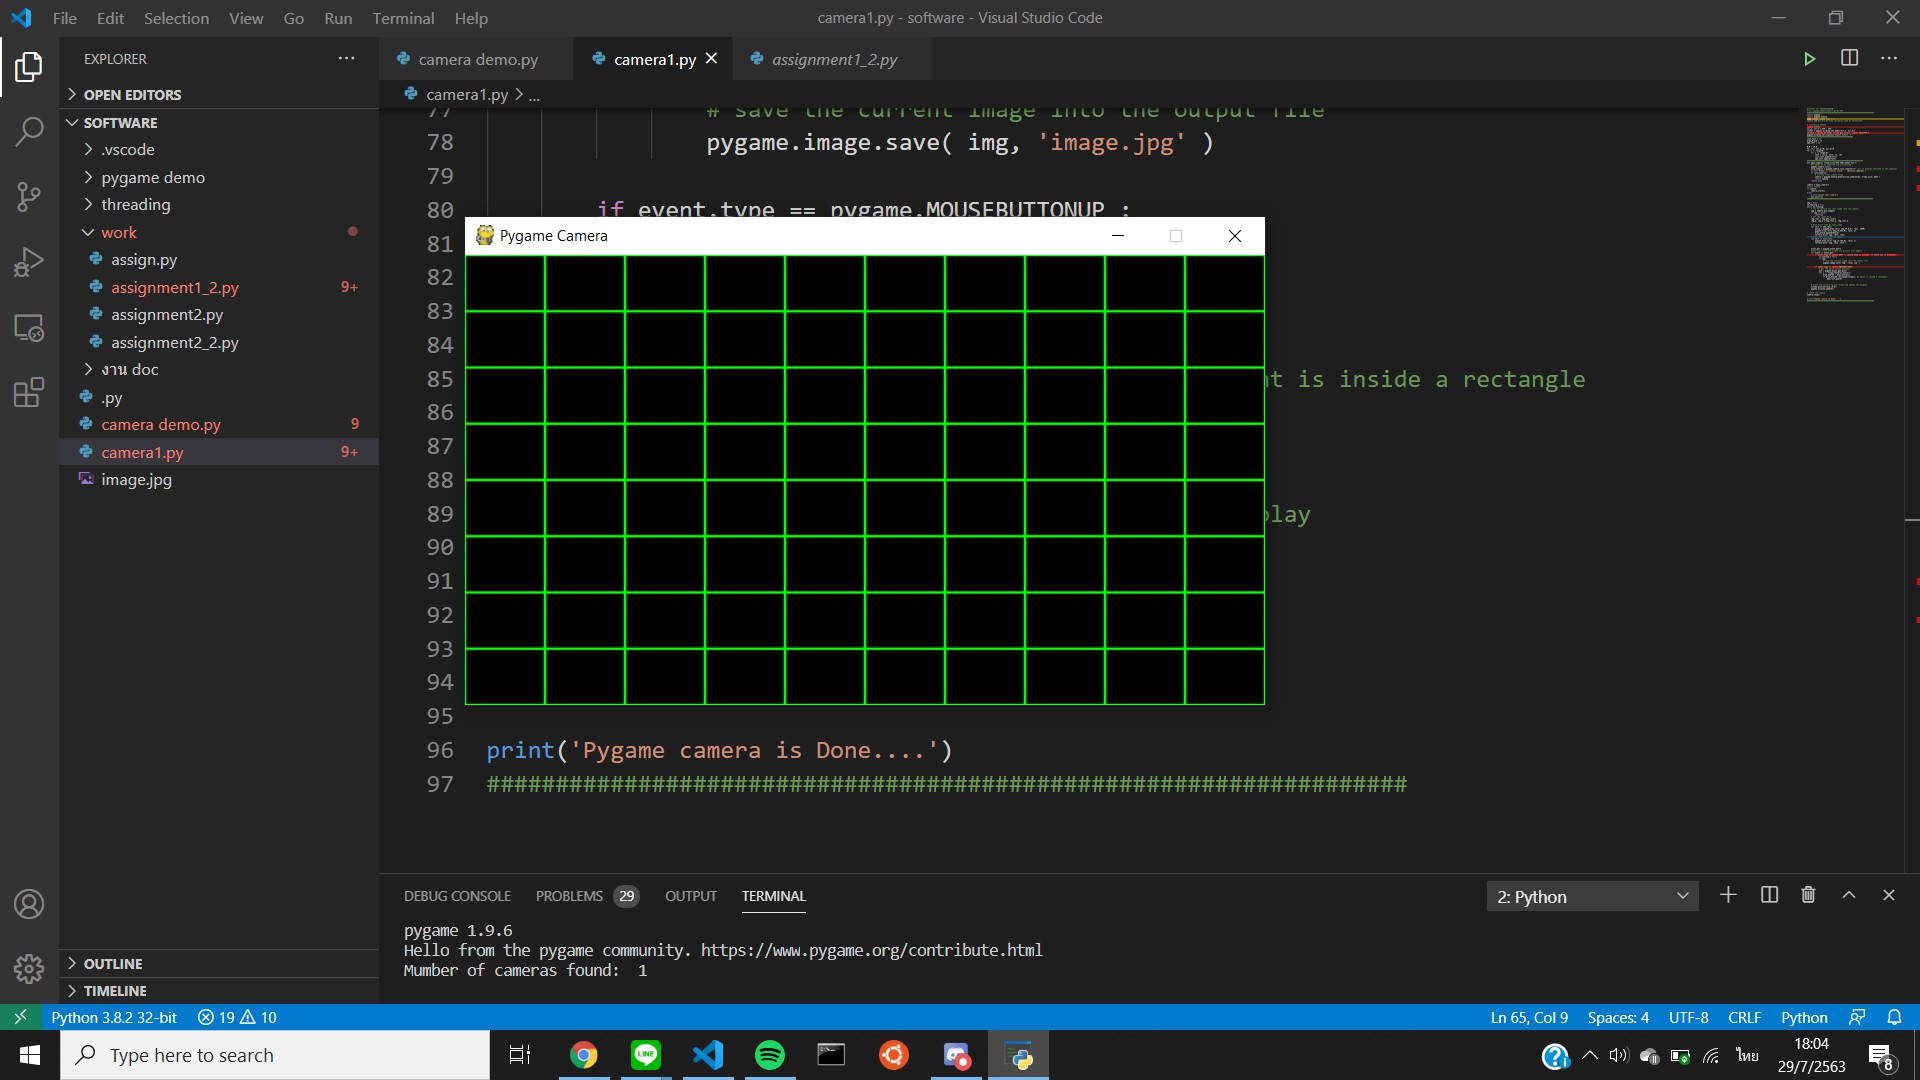 File Edit Selection View Go Run Terminal Help
camera1.py - software - Visual Studio Code
EXPLORER
camera demo.py
camera1.py
assignment1_2.py
OPEN EDITORS
camera1.py > ...
SOFTWARE
.vscode
pygame demo
threading
work
assign.py
assignment1_2.py 9+
assignment2.py
assignment2_2.py
งาน doc
.py
camera demo.py 9
camera1.py 9+
image.jpg
OUTLINE
TIMELINE
77 # save the current image into the output file
78 pygame.image.save( img, 'image.jpg' )
79
80 if event.type == pygame.MOUSEBUTTONUP :
81
Pygame Camera
82
83
84
85 is inside a rectangle
86
87
88
89
90
91
92
93
94
95
96 print('Pygame camera is Done....')
97 ###################################################################
DEBUG CONSOLE PROBLEMS 29 OUTPUT TERMINAL
2: Python
pygame 1.9.6
Hello from the pygame community. https://www.pygame.org/contribute.html
Mumber of cameras found: 1
Python 3.8.2 32-bit 19 10
Ln 65, Col 9 Spaces: 4 UTF-8 CRLF Python
Type here to search
LINE
ไทย
18:04
29/7/2563
8